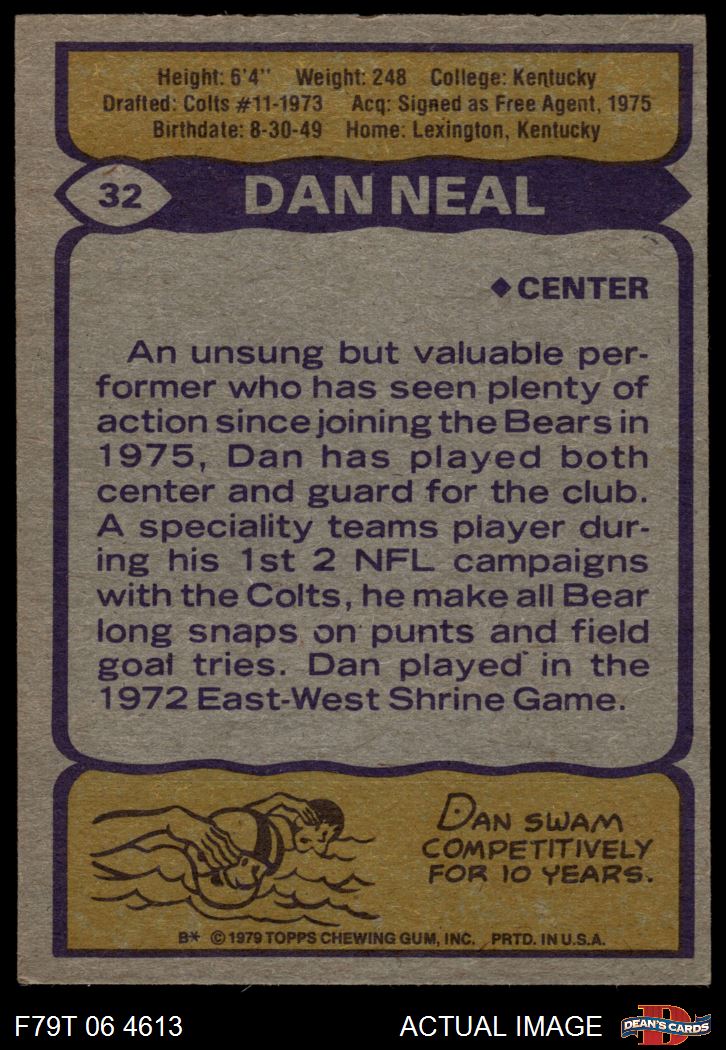 Height: 6'4" Weight: 248 College: Kentucky
Drafted: Colts #11-1973 Acq: Signed as Free Agent, 1975
Birthdate: 8-30-49 Home: Lexington, Kentucky
32 DAN NEAL
◆ CENTER
An unsung but valuable per-
former who has seen plenty of
action since joining the Bears in
1975, Dan has played both
center and guard for the club.
A speciality teams player dur-
ing his 1st 2 NFL campaigns
with the Colts, he make all Bear
long snaps on punts and field
goal tries. Dan played in the
1972 East-West Shrine Game.
DAN SWAM
COMPETITIVELY
FOR 10 YEARS.
B* © 1979 TOPPS CHEWING GUM, INC. PRTD. IN U.S.A.
F79T 06 4613 ACTUAL IMAGE D DEAN'S CARDS